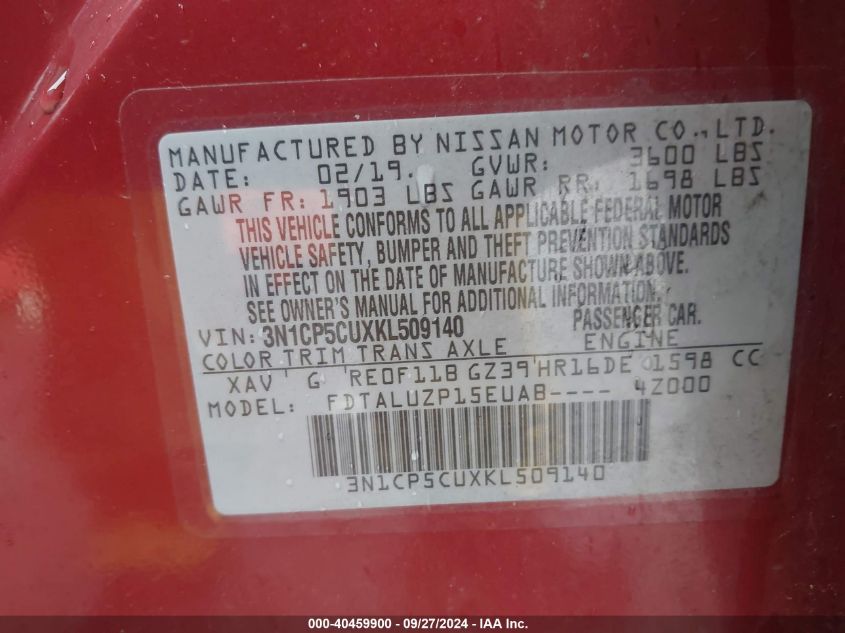 MANUFACTURED BY NISSAN MOTOR CO.,LTD.
DATE: 02/19. GVWR: 3600 LBS
GAWR FR: 1903 LBS GAWR RR: 1698 LBS
THIS VEHICLE CONFORMS TO ALL APPLICABLE FEDERAL MOTOR
VEHICLE SAFETY, BUMPER AND THEFT PREVENTION STANDARDS
IN EFFECT ON THE DATE OF MANUFACTURE SHOWN ABOVE.
SEE OWNER'S MANUAL FOR ADDITIONAL INFORMATION.
VIN: 3N1CP5CUXKL509140 PASSENGER CAR.
COLOR TRIM TRANS AXLE ENGINE
XAV G RE0F11B GZ39 HR16DE 01598 CC
MODEL: FDTALUZP15EUAB---- 4Z000
3N1CP5CUXKL509140
000-40459900 - 09/27/2024 - IAA Inc.